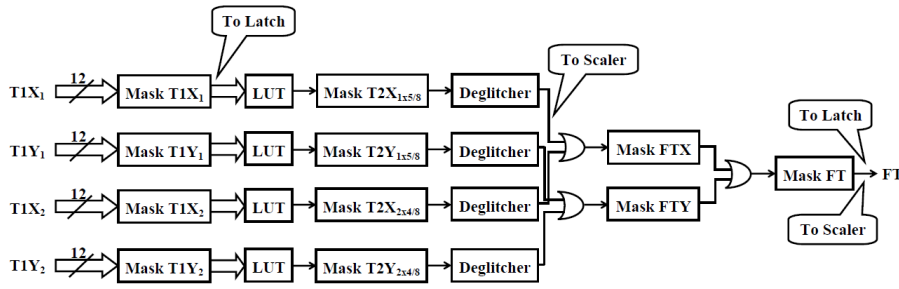 To Latch
To Scaler
T1X1 12 Mask T1X1 LUT Mask T2X1x5/8 Deglitcher
To Latch
T1Y1 12 Mask T1Y1 LUT Mask T2Y1x5/8 Deglitcher Mask FTX
Mask FT FT
T1X2 12 Mask T1X2 LUT Mask T2X2x4/8 Deglitcher Mask FTY
To Scaler
T1Y2 12 Mask T1Y2 LUT Mask T2Y2x4/8 Deglitcher